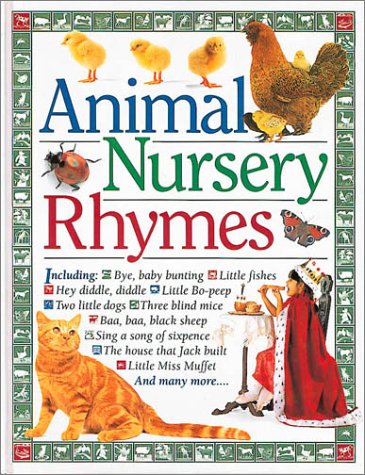 Animal
Nursery
Rhymes
Including: Bye, baby bunting Little fishes
Hey diddle, diddle Little Bo-peep
Two little dogs Three blind mice
Baa, baa, black sheep
Sing a song of sixpence
The house that Jack built
Little Miss Muffet
And many more....